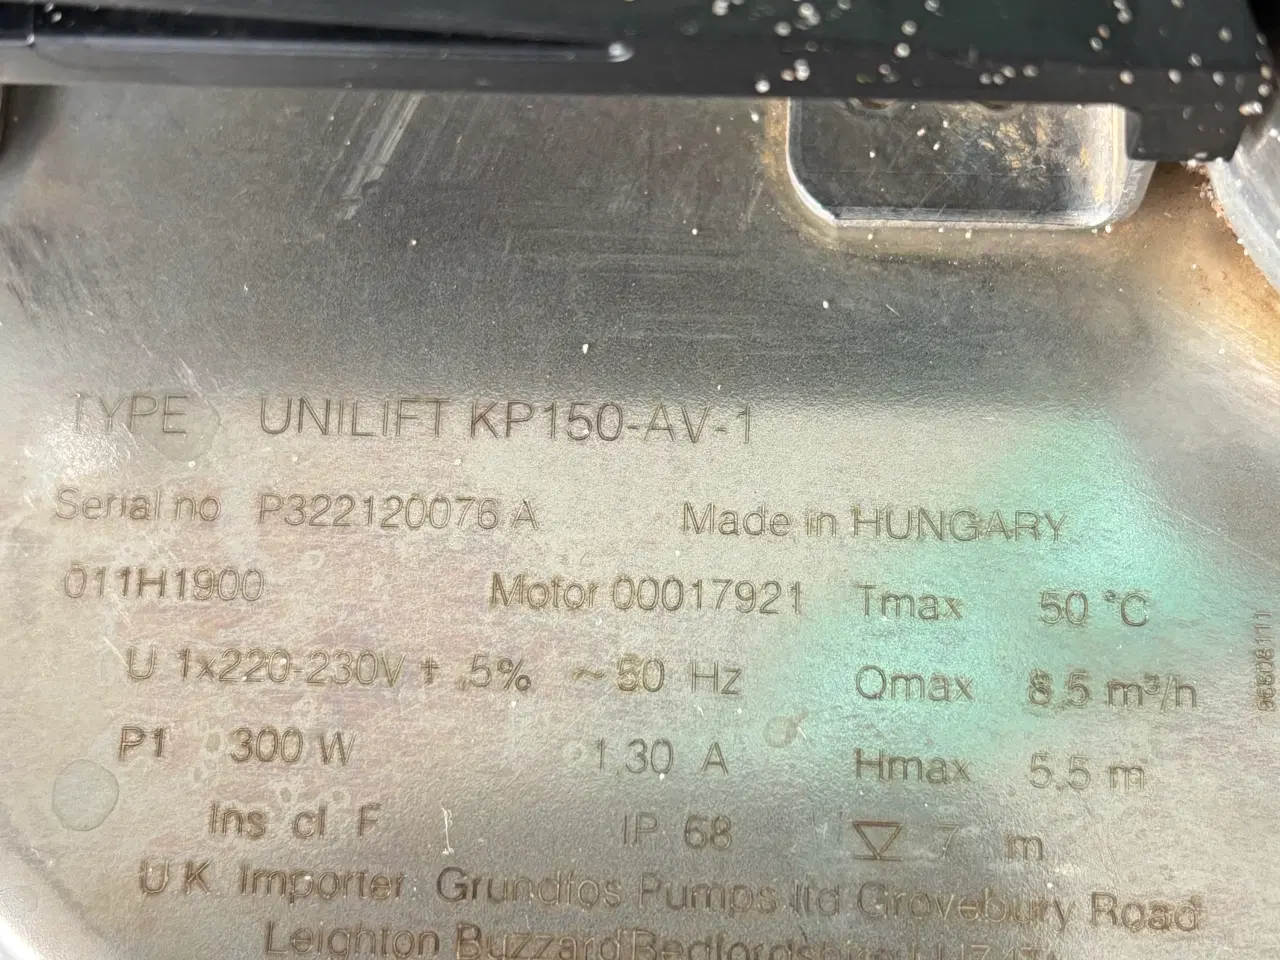 TYPE UNILIFT KP150-AV-1
Serial no P322120076 A Made in HUNGARY
011H1900 Motor 00017921 Tmax 50 °C
U 1x220-230V ,5% ~50 Hz Qmax 8,5 m³/h
P1 300 W 1,30 A Hmax 5,5 m
Ins cl F IP 68 7 m
UK Importer Grundfos Pumps ltd Grovebury Road
Leighton Buzzard Bedfordshire